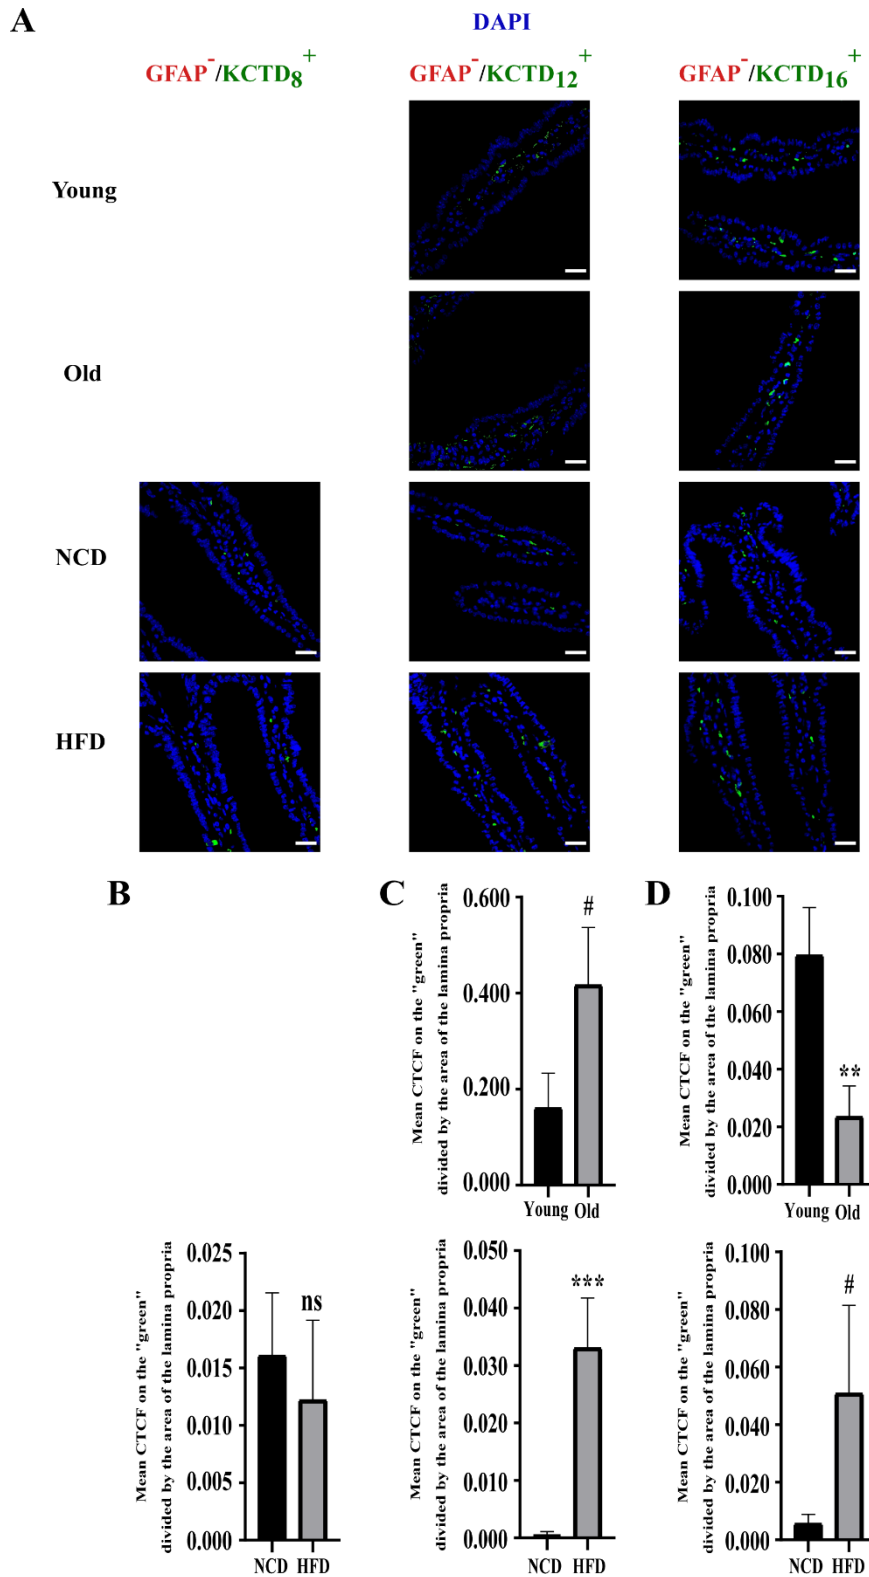 A
DAPI
GFAP⁻/KCTD₈⁺ GFAP⁻/KCTD₁₂⁺ GFAP⁻/KCTD₁₆⁺
Young
Old
NCD
HFD
B
C
Mean CTCF on the "green"
divided by the area of the lamina propria
0.600
0.400
0.200
0.000
#
Young Old
D
Mean CTCF on the "green"
divided by the area of the lamina propria
0.100
0.080
0.060
0.040
0.020
0.000
**
Young Old
Mean CTCF on the "green"
divided by the area of the lamina propria
0.025
0.020
0.015
0.010
0.005
0.000
ns
NCD HFD
Mean CTCF on the "green"
divided by the area of the lamina propria
0.050
0.040
0.030
0.020
0.010
0.000
***
NCD HFD
Mean CTCF on the "green"
divided by the area of the lamina propria
0.100
0.080
0.060
0.040
0.020
0.000
#
NCD HFD